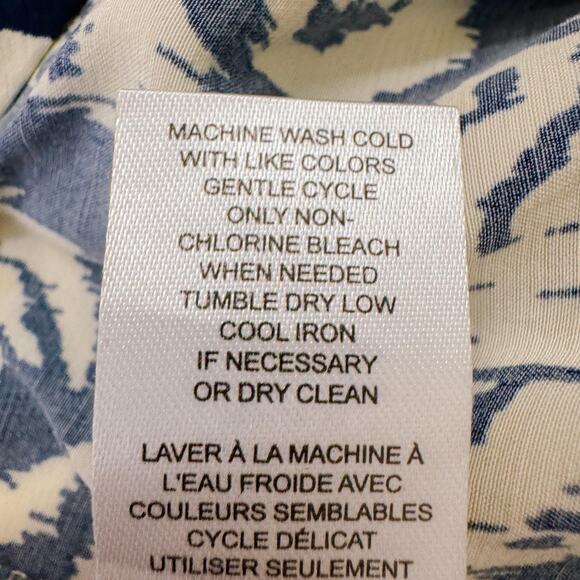 MACHINE WASH COLD
WITH LIKE COLORS
GENTLE CYCLE
ONLY NON-
CHLORINE BLEACH
WHEN NEEDED
TUMBLE DRY LOW
COOL IRON
IF NECESSARY
OR DRY CLEAN
LAVER À LA MACHINE À
L'EAU FROIDE AVEC
COULEURS SEMBLABLES
CYCLE DÉLICAT
UTILISER SEULEMENT